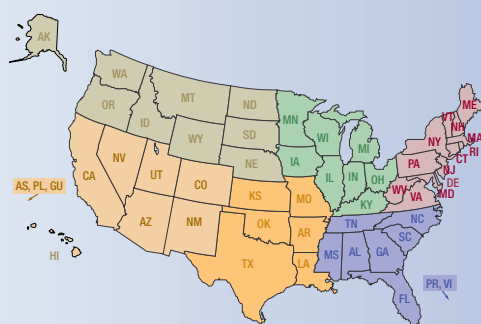 AK
WA
OR
ID
MT
WY
ND
SD
NE
MN
WI
MI
IA
IL
IN
OH
KY
ME
VT
NH
MA
RI
CT
NY
NJ
PA
DE
MD
WV
VA
CA
NV
UT
CO
AZ
NM
AS, PL, GU
KS
MO
OK
AR
TX
LA
HI
TN
NC
SC
MS
AL
GA
FL
PR, VI